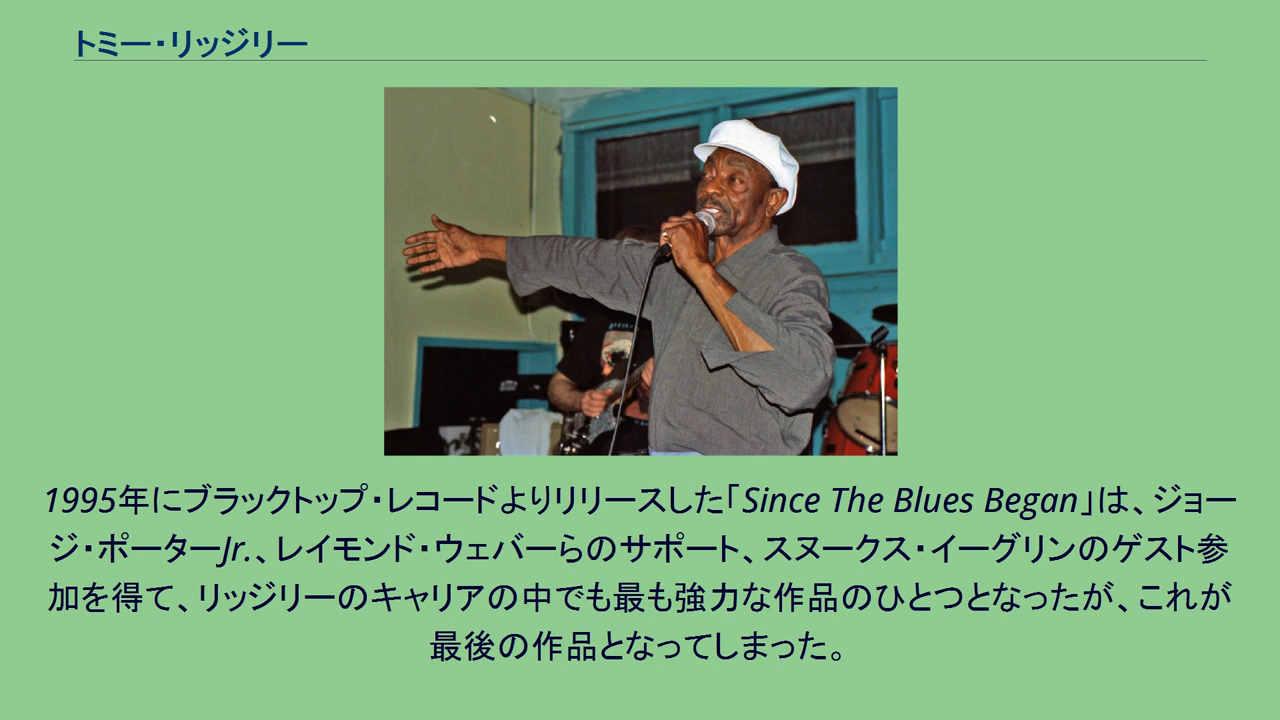 トミー・リッジリー
1995年にブラックトップ・レコードよりリリースした「Since The Blues Began」は、ジョー
ジ・ポーターJr.、レイモンド・ウェバーらのサポート、スヌークス・イーグリンのゲスト参
加を得て、リッジリーのキャリアの中でも最も強力な作品のひとつとなったが、これが
最後の作品となってしまった。